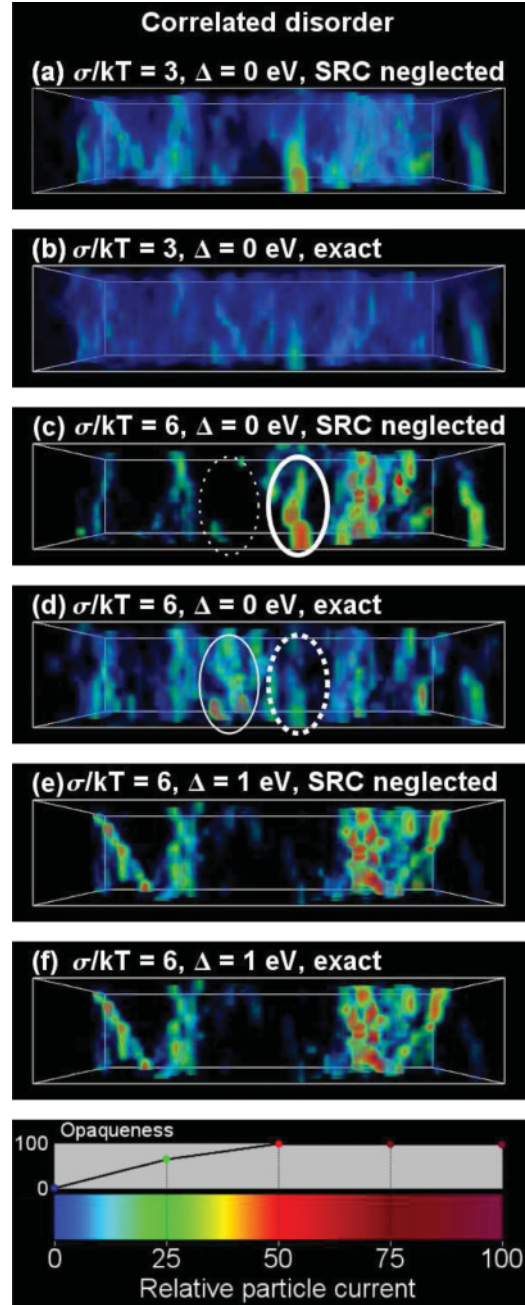 Correlated disorder
(a) σ/kT = 3, Δ = 0 eV, SRC neglected
(b) σ/kT = 3, Δ = 0 eV, exact
(c) σ/kT = 6, Δ = 0 eV, SRC neglected
(d) σ/kT = 6, Δ = 0 eV, exact
(e) σ/kT = 6, Δ = 1 eV, SRC neglected
(f) σ/kT = 6, Δ = 1 eV, exact
Opaqueness
100
0
0 25 50 75 100
Relative particle current